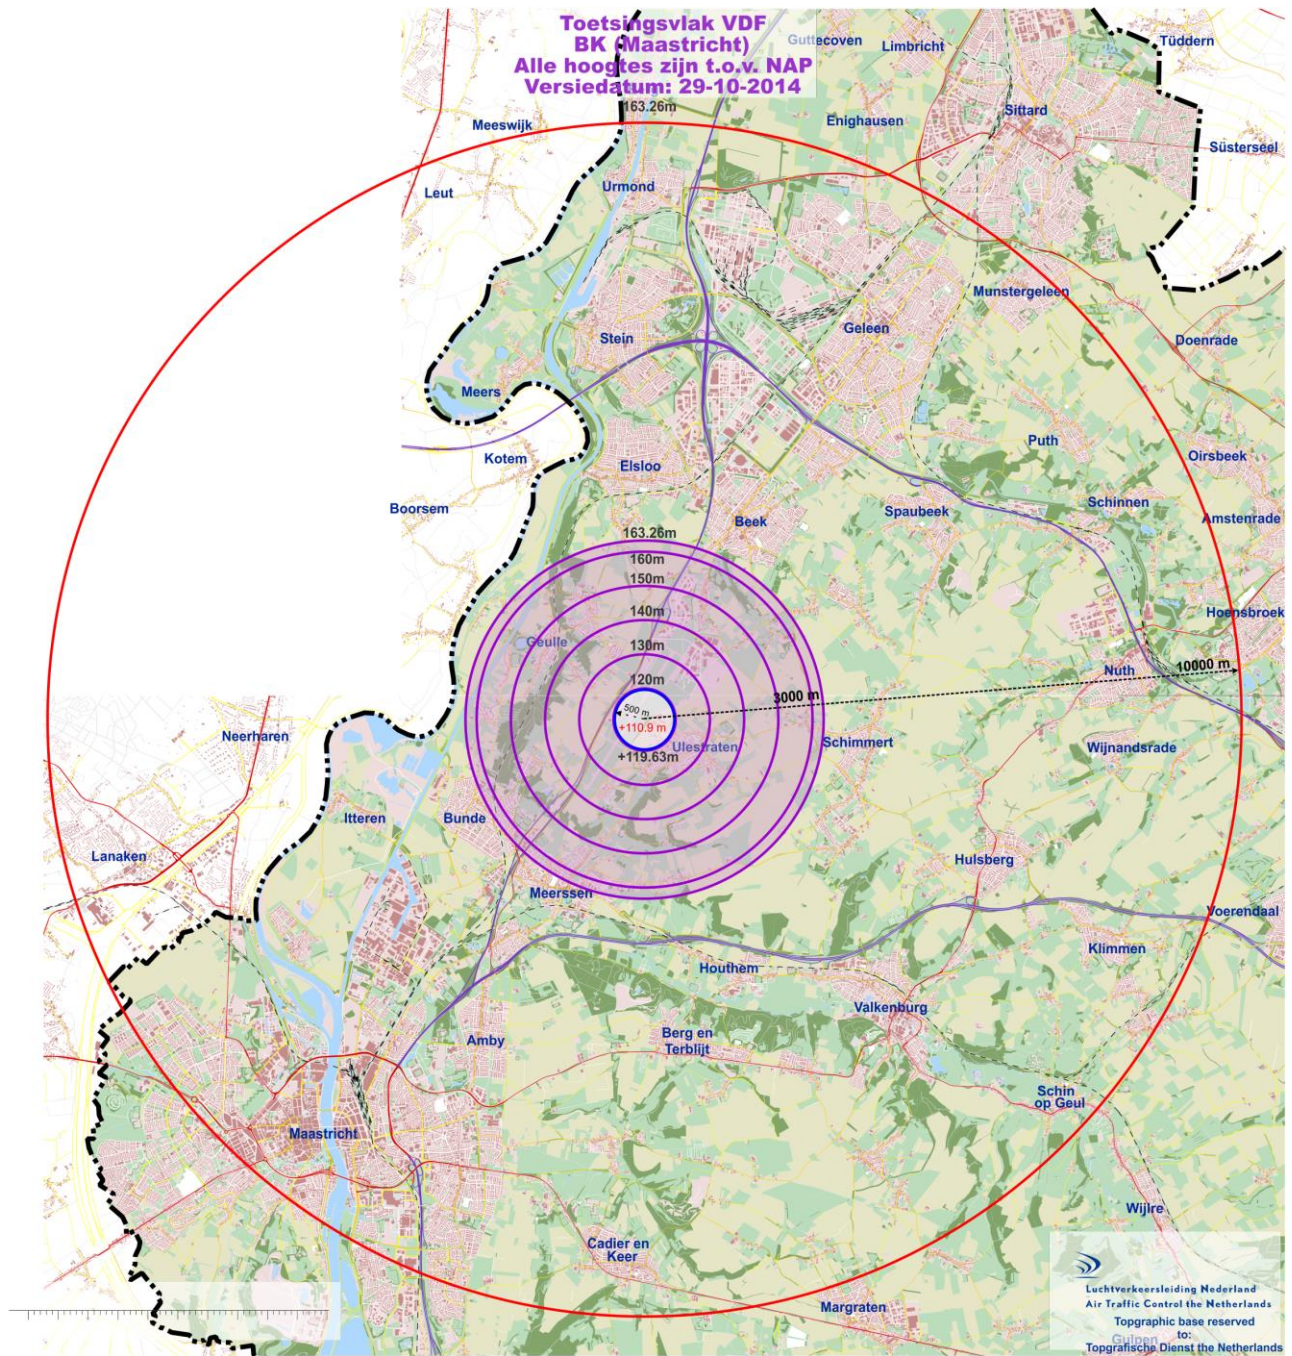 Toetsingsvlak VDF
BK (Maastricht)
Alle hoogtes zijn t.o.v. NAP
Versiedatum: 29-10-2014
163.26m
Guttecoven
Limbricht
Tüddern
Meeswijk
Enighausen
Sittard
Süsterseel
Leut
Urmond
Munstergeleen
Stein
Geleen
Doenrade
Meers
Kotem
Elsloo
Puth
Oirsbeek
Boorsem
Beek
Spaubeek
Schinnen
Amstenrade
163.26m
160m
150m
140m
130m
120m
Geulle
Hoensbroek
Nuth
10000 m
3000 m
500 m
+110.9 m
+119.63m
Ulestraten
Schimmert
Wijnandsrade
Neerharen
Itteren
Bunde
Lanaken
Hulsberg
Meerssen
Voerendaal
Klimmen
Houthem
Valkenburg
Amby
Berg en
Terblijt
Schin
op Geul
Maastricht
Wijlre
Cadier en
Keer
Margraten
Luchtverkeersleiding Nederland
Air Traffic Control the Netherlands
Topgraphic base reserved
to:
Gulpen
Topgrafische Dienst the Netherlands